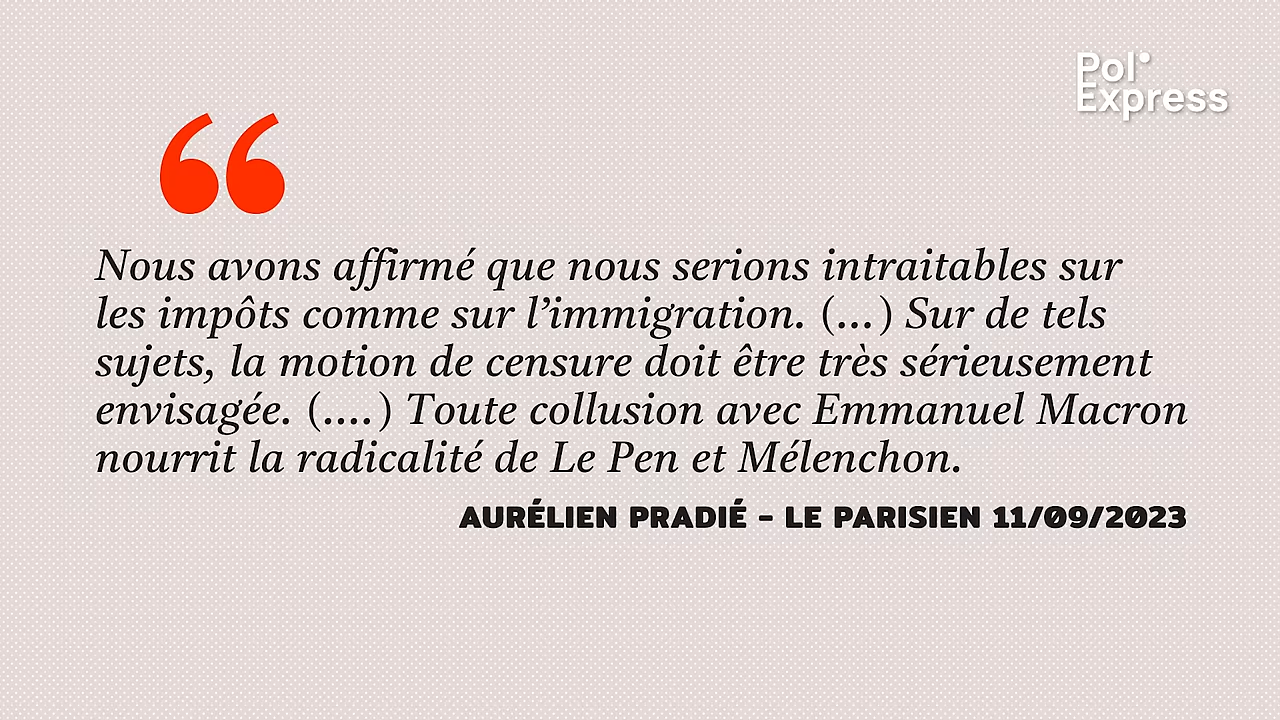 Pol'
Express
“
Nous avons affirmé que nous serions intraitables sur
les impôts comme sur l’immigration. (...) Sur de tels
sujets, la motion de censure doit être très sérieusement
envisagée. (....) Toute collusion avec Emmanuel Macron
nourrit la radicalité de Le Pen et Mélenchon.
AURÉLIEN PRADIÉ – LE PARISIEN 11/09/2023